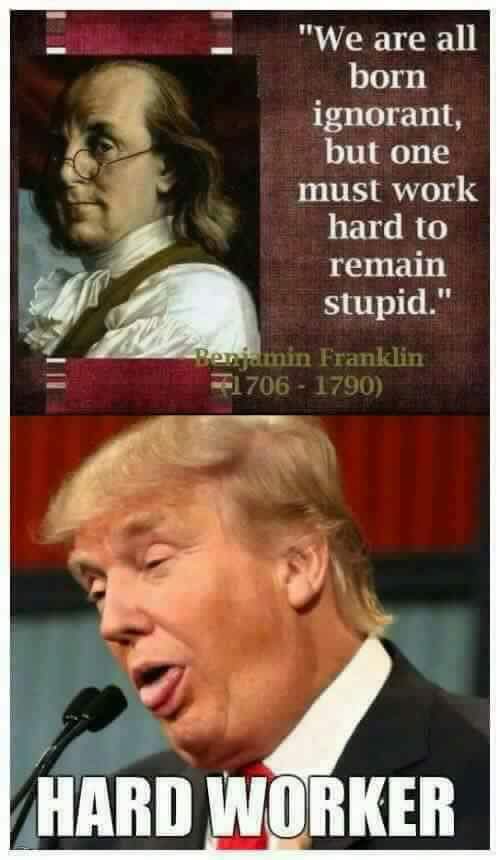 "We are all
born
ignorant,
but one
must work
hard to
remain
stupid."
Benjamin Franklin
(1706 - 1790)
HARD WORKER